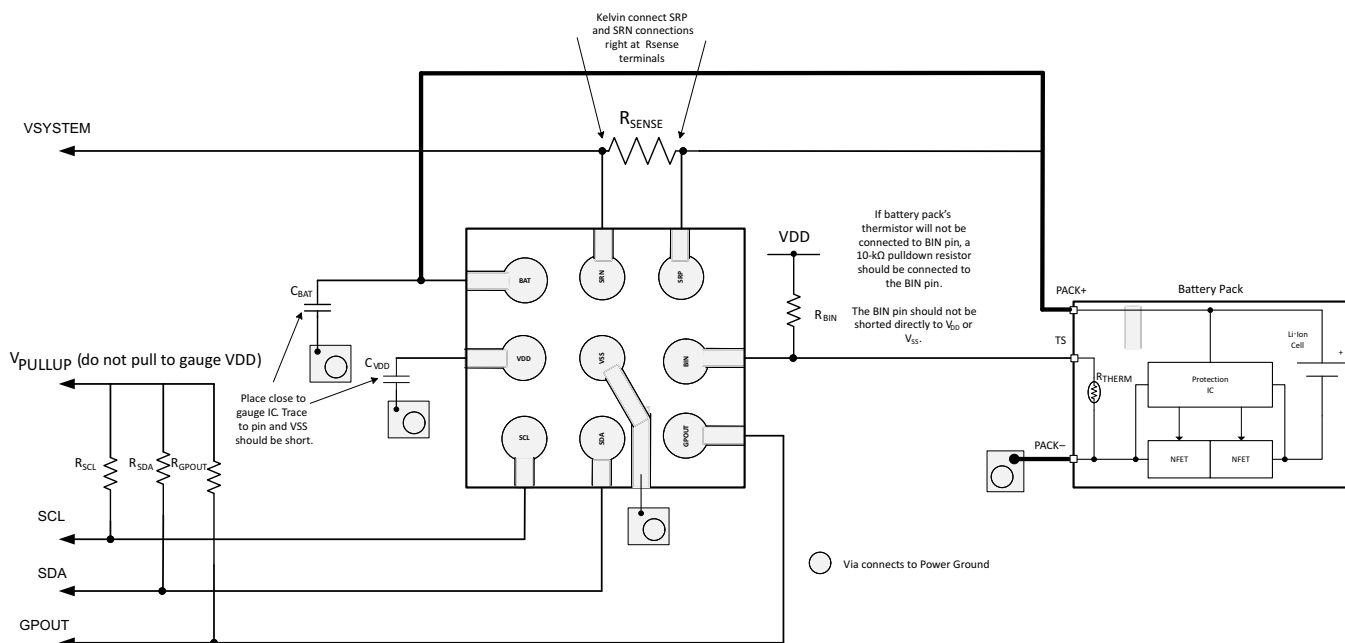 Kelvin connect SRP
and SRN connections
right at Rsense
terminals
RSENSE
VSYSTEM
If battery pack's
thermistor will not be
connected to BIN pin, a
10-kΩ pulldown resistor
should be connected to
the BIN pin.
The BIN pin should not be
shorted directly to VDD or
VSS.
VDD
RBIN
BAT
SRN
SRP
CBAT
PACK+
Battery Pack
TS
Li-Ion
Cell
+
RTHERM
Protection
IC
NFET
NFET
PACK–
VPULLUP (do not pull to gauge VDD)
CVDD
VDD
VSS
BIN
Place close to
gauge IC. Trace
to pin and VSS
should be short.
SCL
SDA
GPOUT
RSCL
RSDA
RGPOUT
SCL
SDA
GPOUT
Via connects to Power Ground